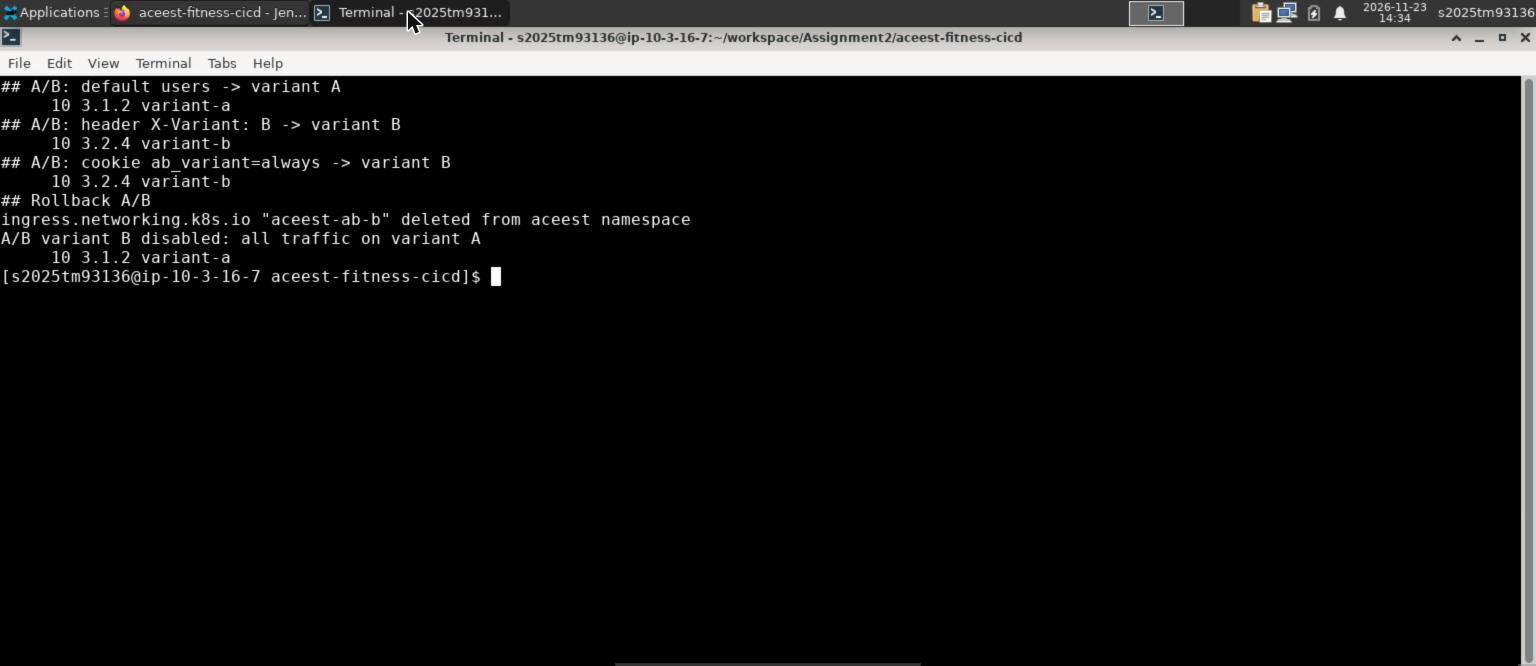 Applications
aceest-fitness-cicd - Jen...
Terminal - s2025tm931...
2026-11-23
14:34
s2025tm93136
Terminal - s2025tm93136@ip-10-3-16-7:~/workspace/Assignment2/aceest-fitness-cicd
File Edit View Terminal Tabs Help
## A/B: default users -> variant A
     10 3.1.2 variant-a
## A/B: header X-Variant: B -> variant B
     10 3.2.4 variant-b
## A/B: cookie ab_variant=always -> variant B
     10 3.2.4 variant-b
## Rollback A/B
ingress.networking.k8s.io "aceest-ab-b" deleted from aceest namespace
A/B variant B disabled: all traffic on variant A
     10 3.1.2 variant-a
[s2025tm93136@ip-10-3-16-7 aceest-fitness-cicd]$